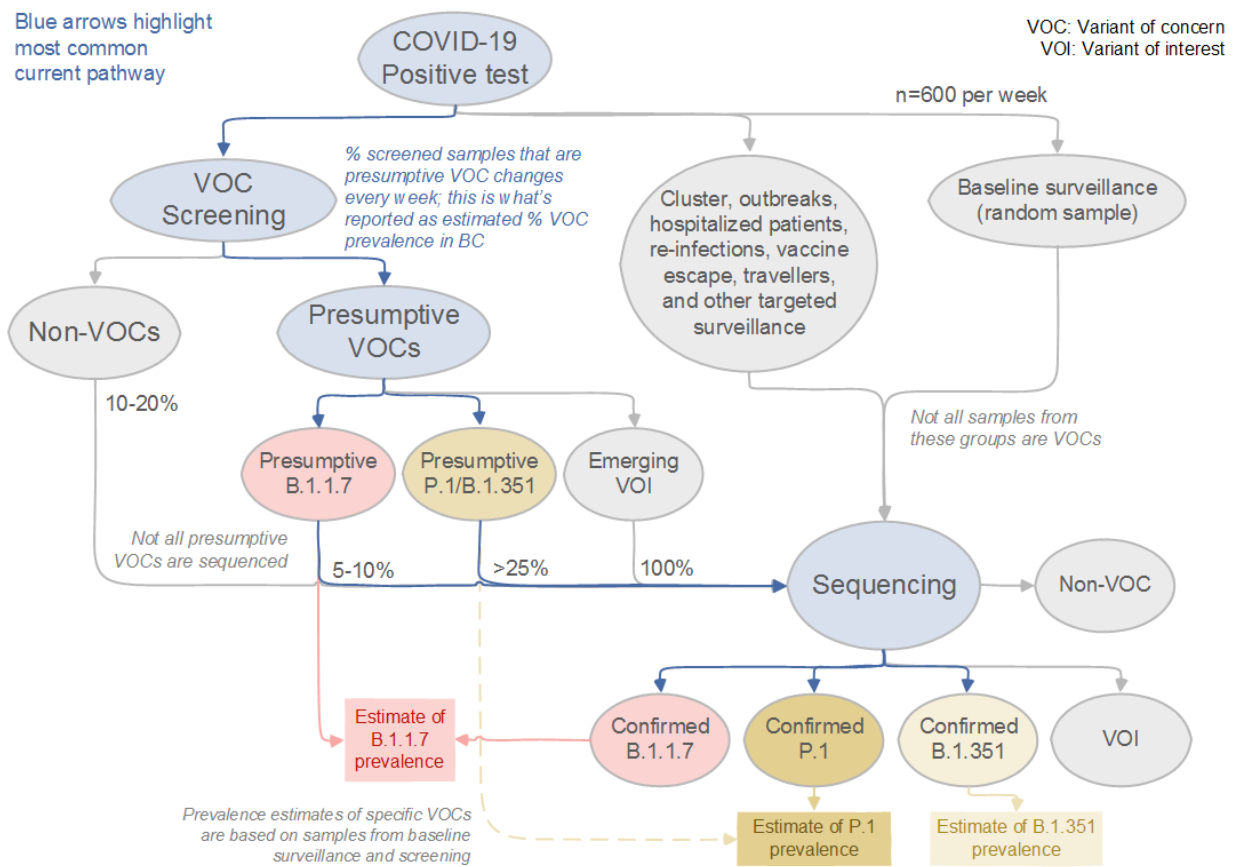 Blue arrows highlight
most common
current pathway
COVID-19
Positive test
VOC: Variant of concern
VOI: Variant of interest
n=600 per week
% screened samples that are
presumptive VOC changes
every week; this is what's
reported as estimated % VOC
prevalence in BC
VOC
Screening
Cluster, outbreaks,
hospitalized patients,
re-infections, vaccine
escape, travellers,
and other targeted
surveillance
Baseline surveillance
(random sample)
Non-VOCs
Presumptive
VOCs
10-20%
Not all samples from
these groups are VOCs
Presumptive
B.1.1.7
Presumptive
P.1/B.1.351
Emerging
VOI
Not all presumptive
VOCs are sequenced
5-10%
>25%
100%
Sequencing
Non-VOC
Estimate of
B.1.1.7
prevalence
Confirmed
B.1.1.7
Confirmed
P.1
Confirmed
B.1.351
VOI
Prevalence estimates of specific VOCs
are based on samples from baseline
surveillance and screening
Estimate of P.1
prevalence
Estimate of B.1.351
prevalence